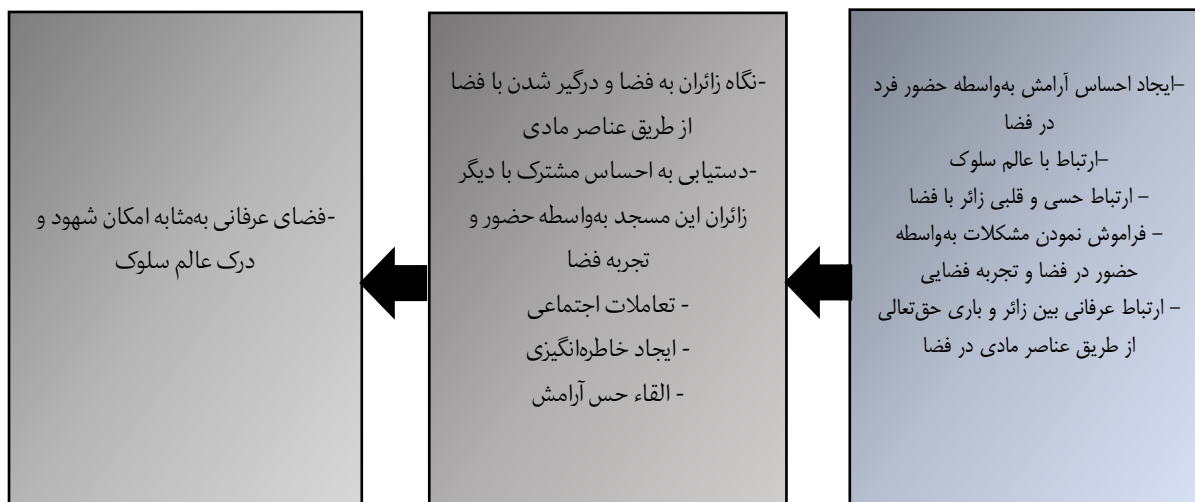 –ایجاد احساس آرامش به‌واسطه حضور فرد
در فضا
–ارتباط با عالم سلوک
– ارتباط حسی و قلبی زائر با فضا
– فراموش نمودن مشکلات به‌واسطه
حضور در فضا و تجربه فضایی
– ارتباط عرفانی بین زائر و باری حق‌تعالی
از طریق عناصر مادی در فضا
-نگاه زائران به فضا و درگیر شدن با فضا
از طریق عناصر مادی
-دستیابی به احساس مشترک با دیگر
زائران این مسجد به‌واسطه حضور و
تجربه فضا
- تعاملات اجتماعی
- ایجاد خاطره‌انگیزی
- القاء حس آرامش
-فضای عرفانی به‌مثابه امکان شهود و
درک عالم سلوک